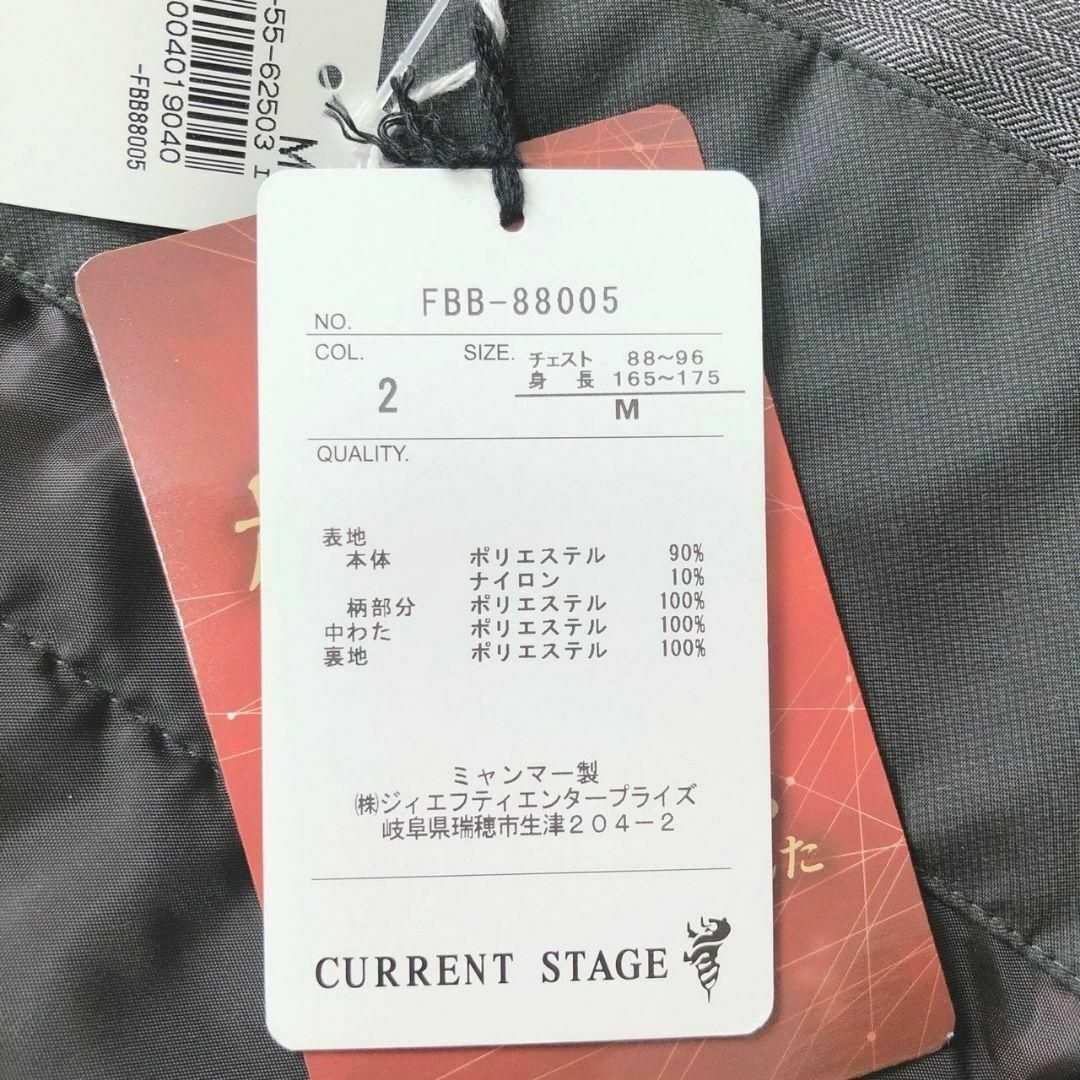 -55-62503
M
0004019040
-FBB88005
NO. FBB-88005
COL. 2
SIZE. チェスト 88~96
身長 165~175
M
QUALITY.
表地
本体 ポリエステル 90%
ナイロン 10%
柄部分 ポリエステル 100%
中わた ポリエステル 100%
裏地 ポリエステル 100%
ミャンマー製
㈱ジィエフティエンタープライズ
岐阜県瑞穂市生津204-2
CURRENT STAGE
た